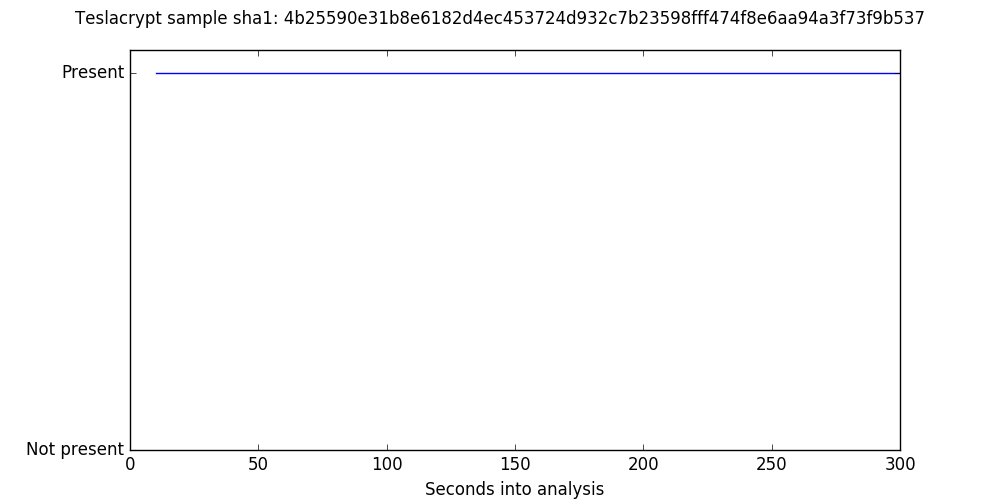 Teslacrypt sample sha1: 4b25590e31b8e6182d4ec453724d932c7b23598fff474f8e6aa94a3f73f9b537
Present
Not present
0 50 100 150 200 250 300
Seconds into analysis